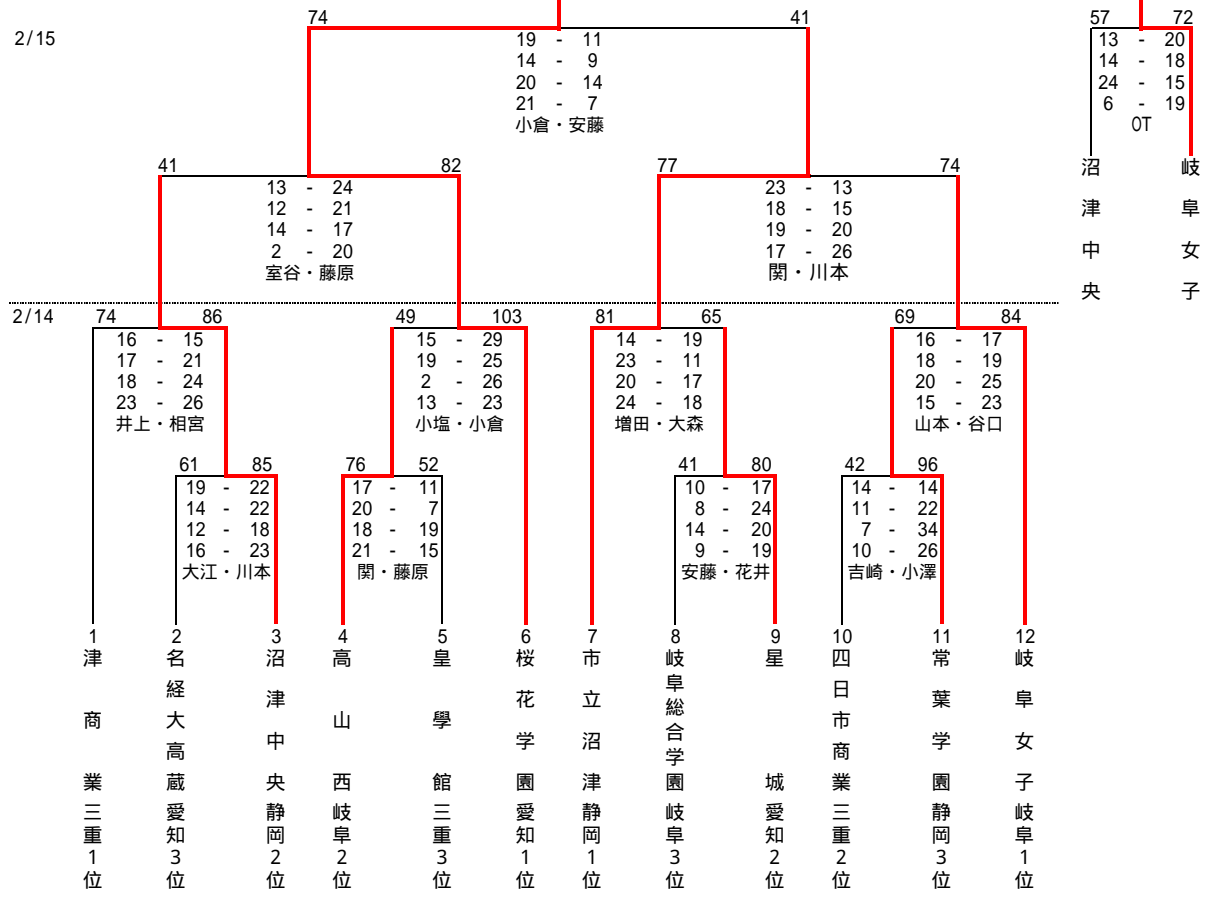 74 41
2/15
19 - 11
14 - 9
20 - 14
21 - 7
小倉・安藤
57 72
13 - 20
14 - 18
24 - 15
6 - 19
OT
沼津中央
岐阜女子
41 82
13 - 24
12 - 21
14 - 17
2 - 20
室谷・藤原
77 74
23 - 13
18 - 15
19 - 20
17 - 26
関・川本
2/14
74 86
16 - 15
17 - 21
18 - 24
23 - 26
井上・相宮
49 103
15 - 29
19 - 25
2 - 26
13 - 23
小塩・小倉
81 65
14 - 19
23 - 11
20 - 17
24 - 18
増田・大森
69 84
16 - 17
18 - 19
20 - 25
15 - 23
山本・谷口
61 85
19 - 22
14 - 22
12 - 18
16 - 23
大江・川本
76 52
17 - 11
20 - 7
18 - 19
21 - 15
関・藤原
41 80
10 - 17
8 - 24
14 - 20
9 - 19
安藤・花井
42 96
14 - 14
11 - 22
7 - 34
10 - 26
吉崎・小澤
1 津商業 三重1位
2 名経大高蔵 愛知3位
3 沼津中央 静岡2位
4 高山西 岐阜2位
5 皇學館 三重3位
6 桜花学園 愛知1位
7 市立沼津 静岡1位
8 岐阜総合学園 岐阜3位
9 星城 愛知2位
10 四日市商業 三重2位
11 常葉学園 静岡3位
12 岐阜女子 岐阜1位